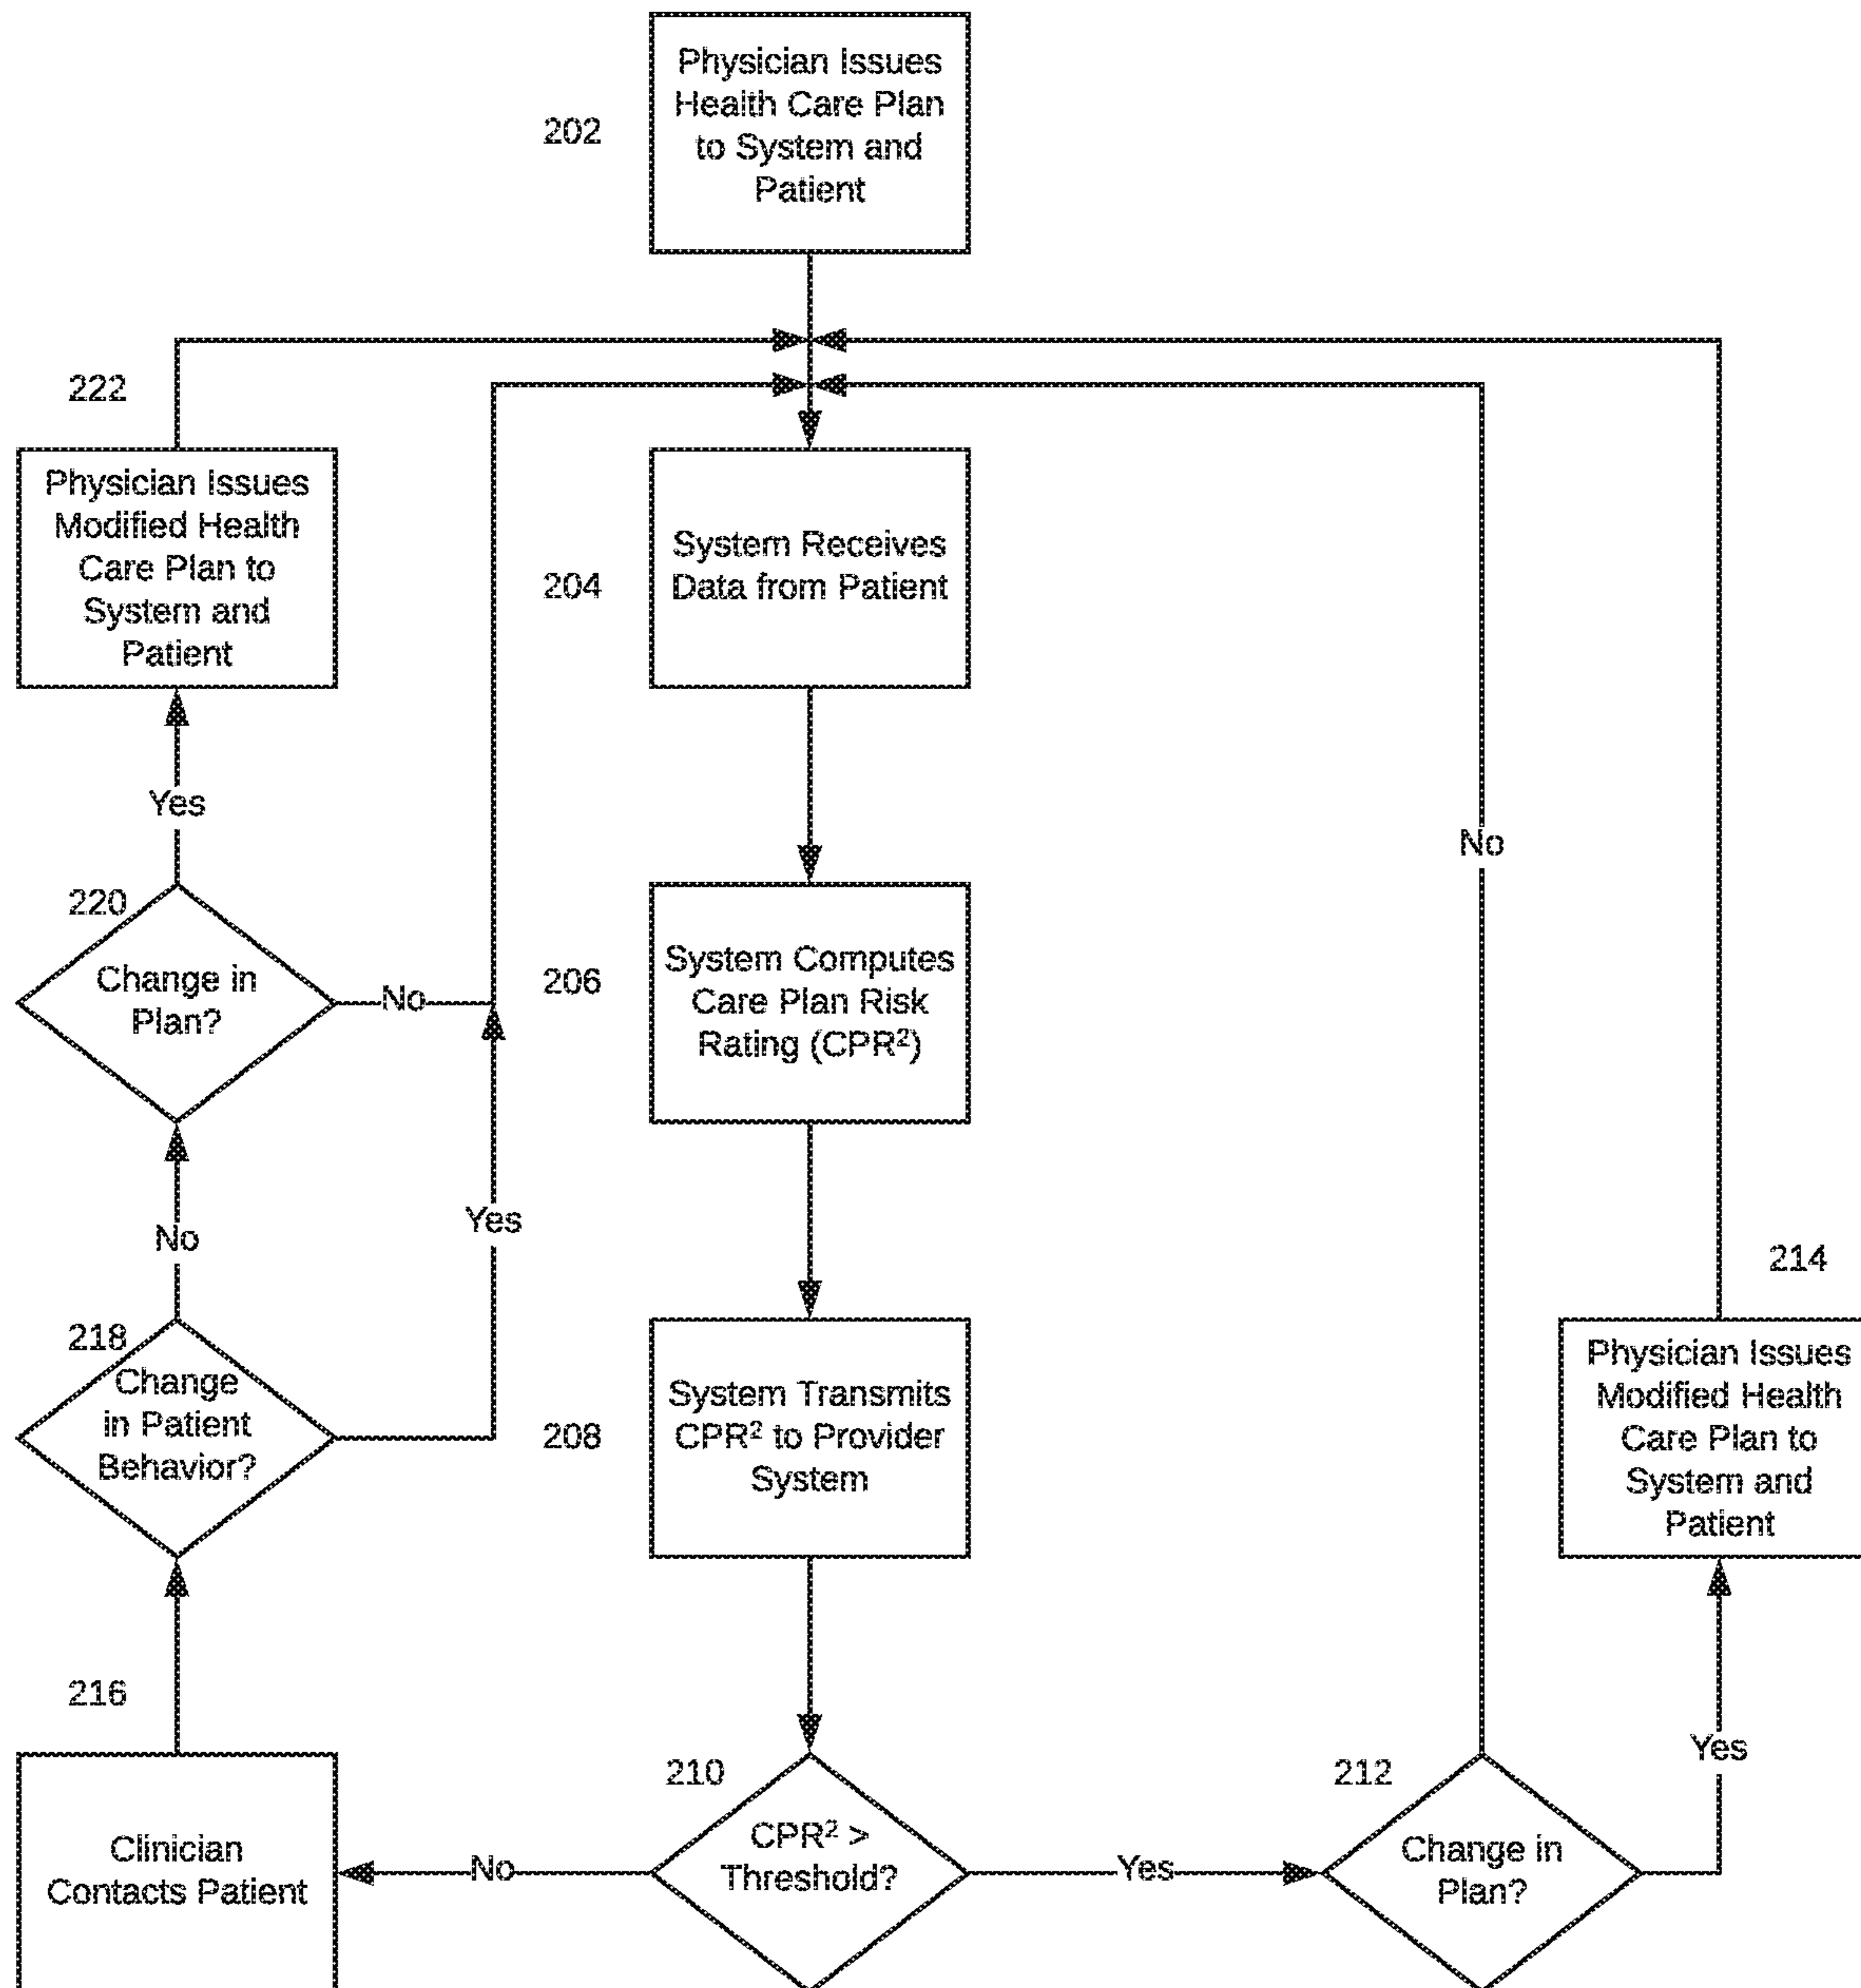 202
Physician Issues
Health Care Plan
to System and
Patient
222
Physician Issues
Modified Health
Care Plan to
System and
Patient
204
System Receives
Data from Patient
Yes
No
220
Change in
Plan?
No
206
System Computes
Care Plan Risk
Rating (CPR²)
No
Yes
214
218
Change
in Patient
Behavior?
208
System Transmits
CPR² to Provider
System
Physician Issues
Modified Health
Care Plan to
System and
Patient
216
Clinician
Contacts Patient
No
210
CPR² >
Threshold?
Yes
212
Change in
Plan?
Yes